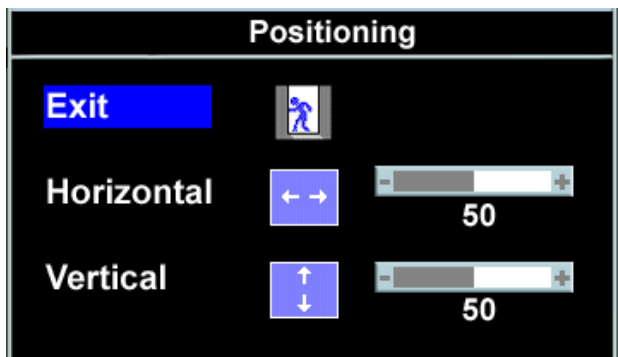 Positioning
Exit
Horizontal
- +
50
Vertical
- +
50